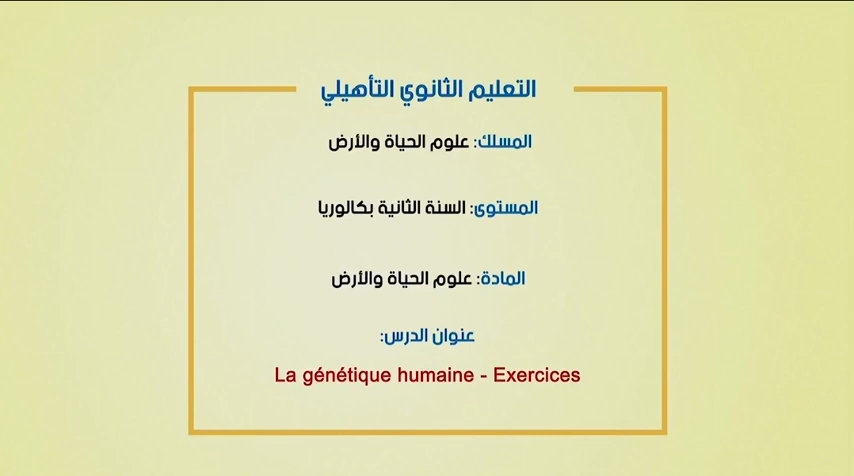 التعليم الثانوي التأهيلي
المسلك: علوم الحياة والأرض
المستوى: السنة الثانية بكالوريا
المادة: علوم الحياة والأرض
عنوان الدرس:
La génétique humaine - Exercices